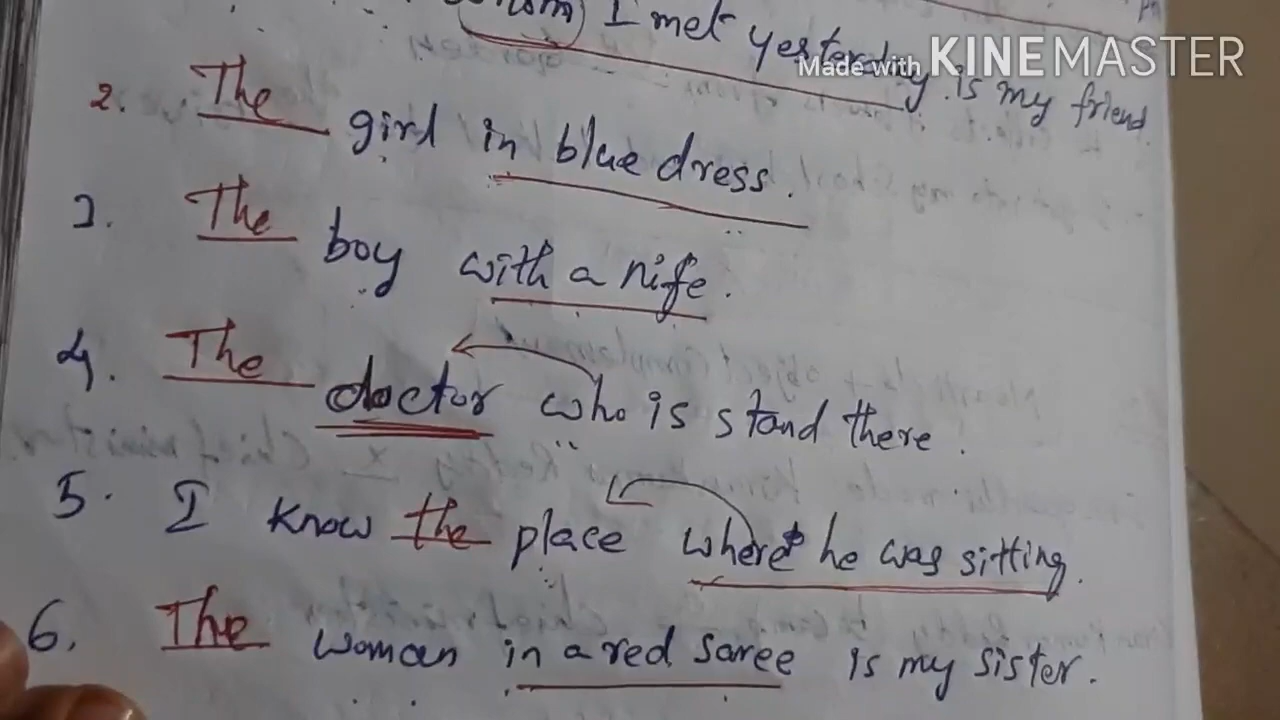 I met yesterday is my friend
Made with KINEMASTER
2. The girl in blue dress.
3. The boy with a nife.
4. The doctor who is stand there.
5. I know the place where he was sitting.
6. The woman in a red saree is my sister.